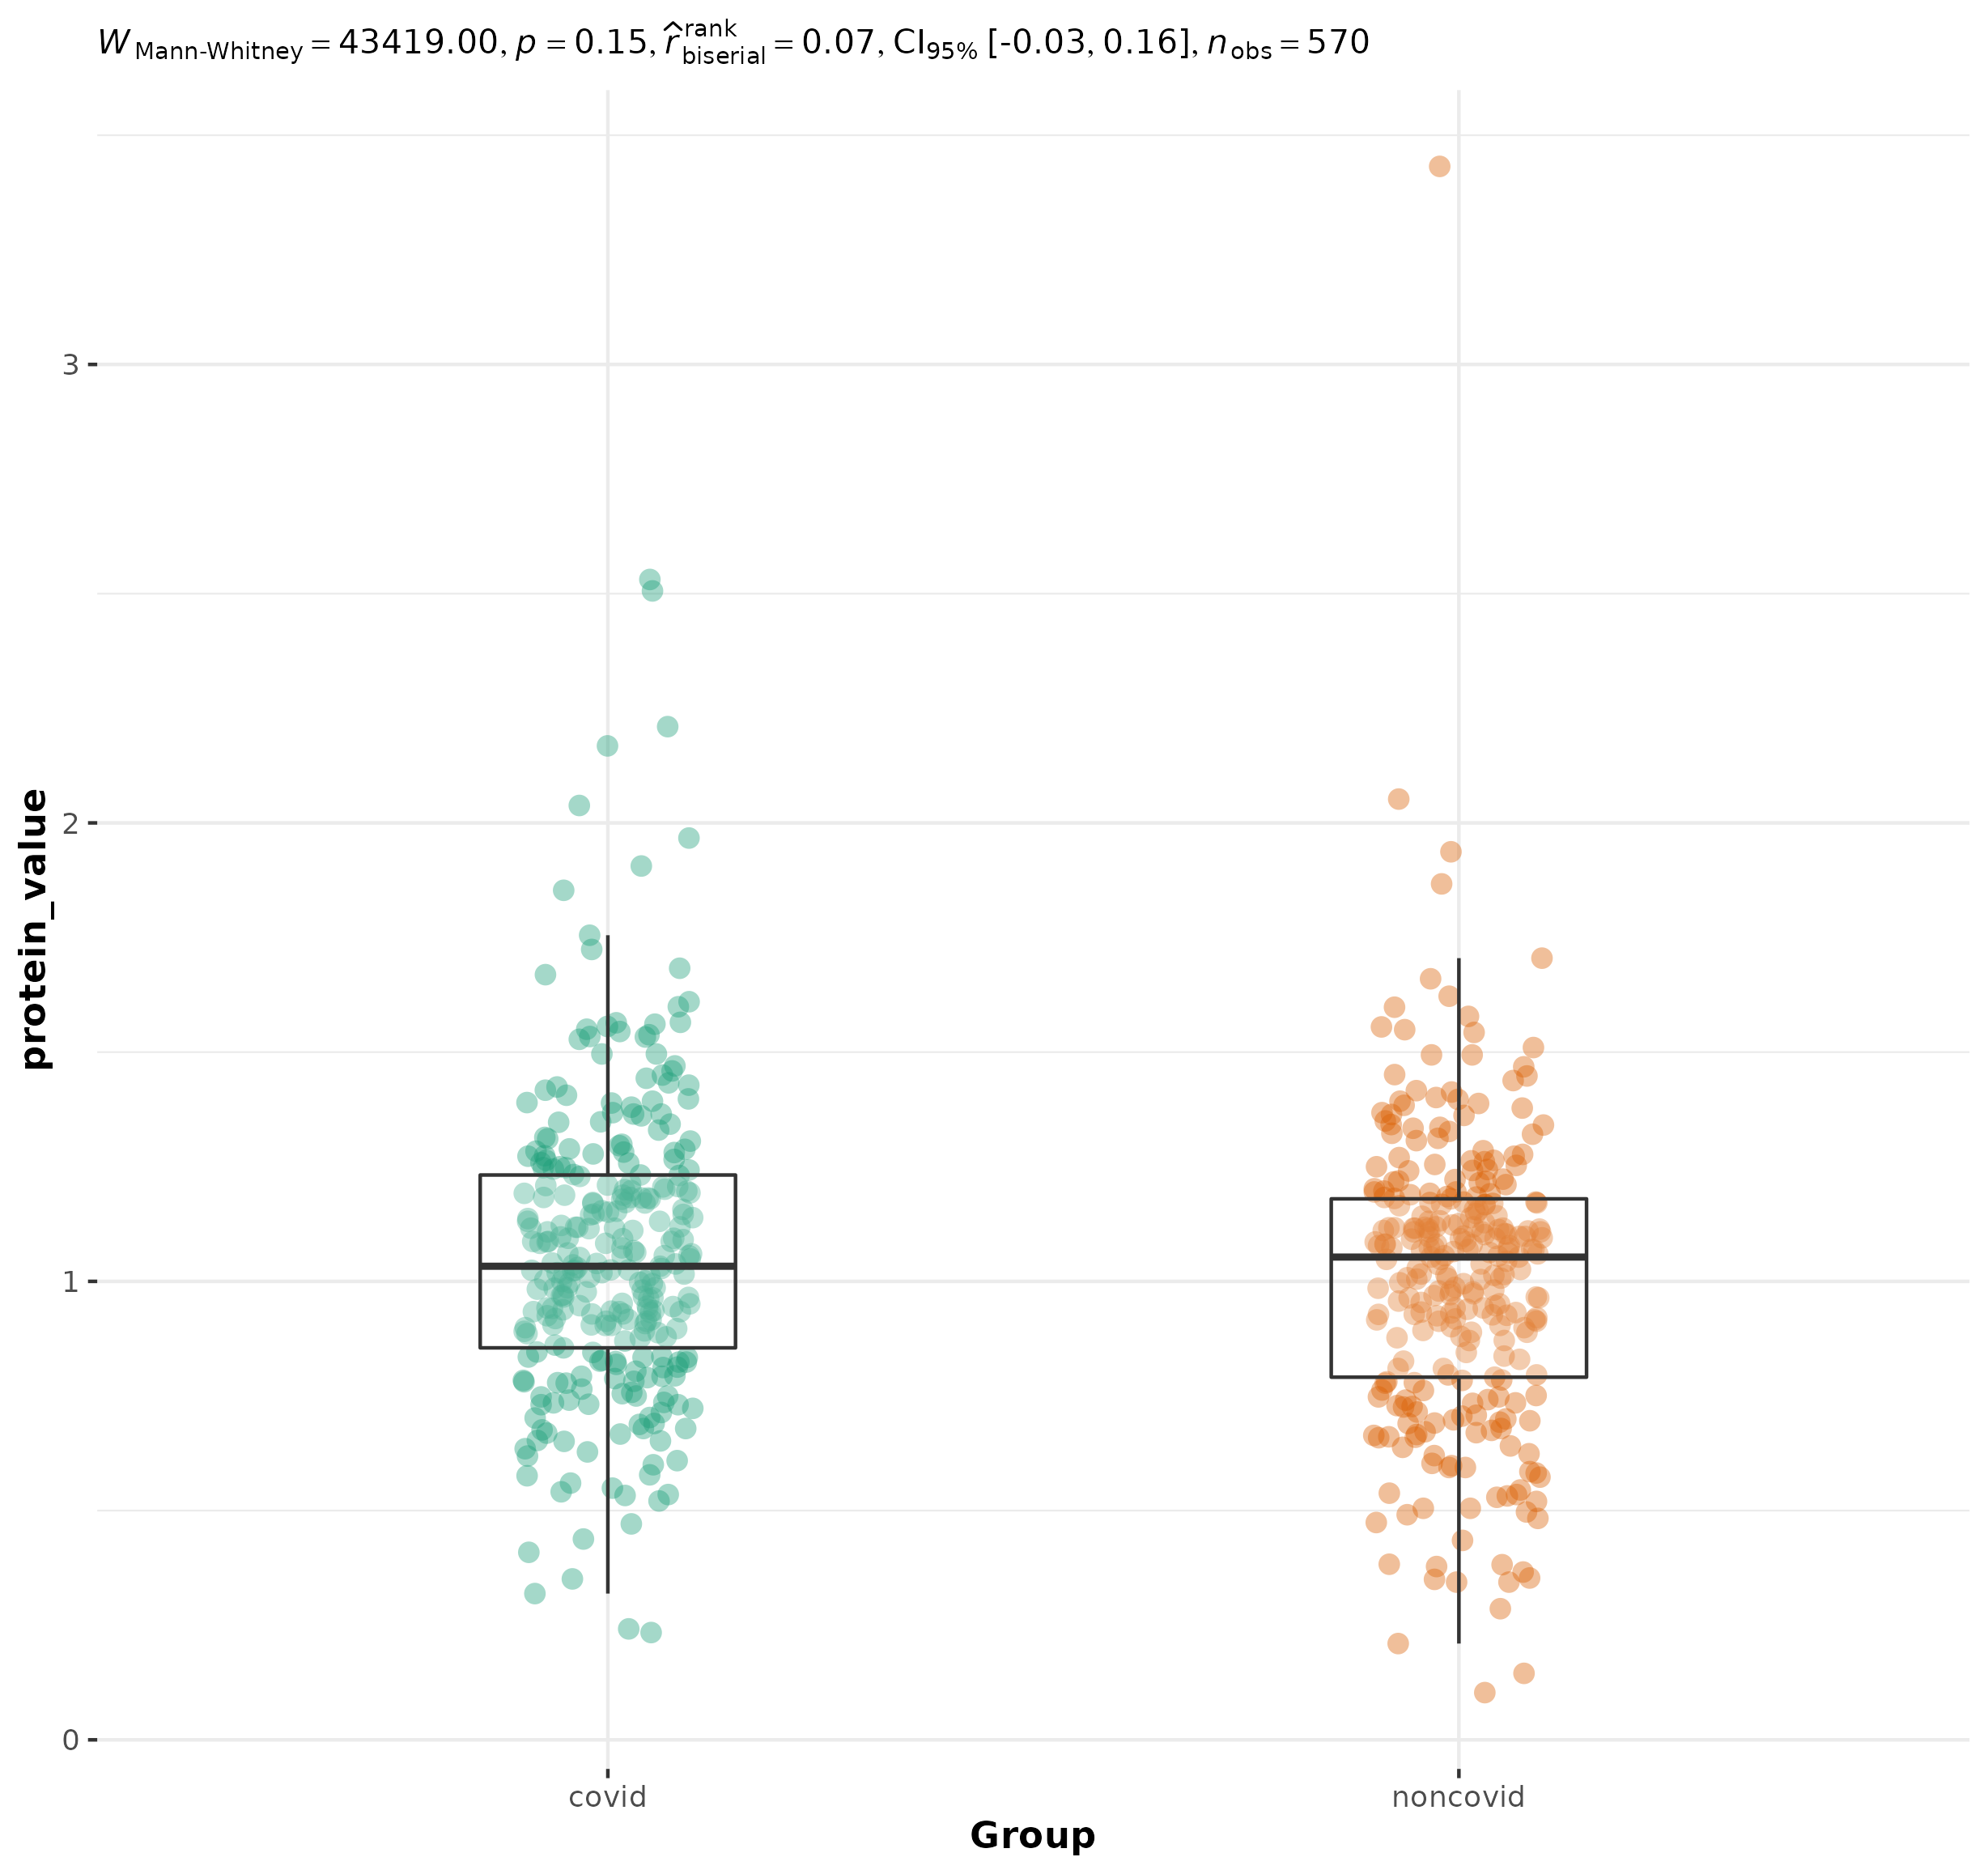 W Mann-Whitney = 43419.00, p = 0.15, r̂ rank biserial = 0.07, CI95% [-0.03, 0.16], n obs = 570
protein_value
3
2
1
0
covid noncovid
Group